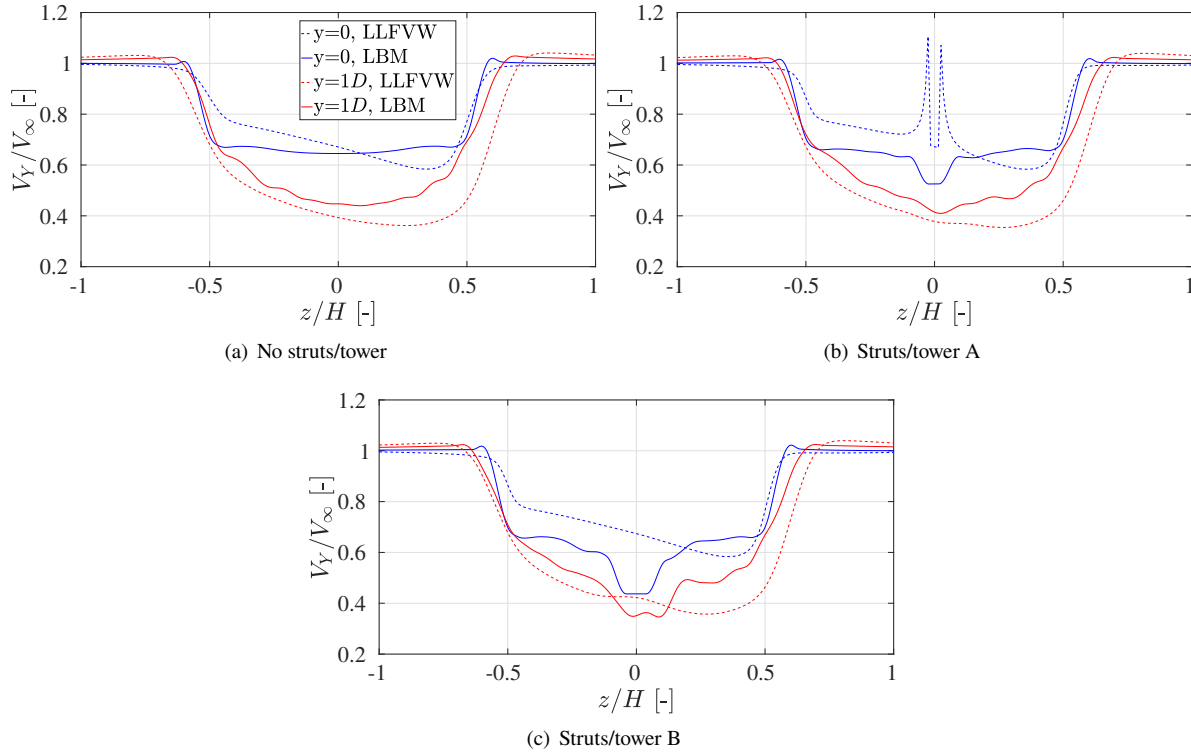 1.2
1
0.8
0.6
0.4
0.2
V_Y/V_∞ [-]
y=0, LLFVW
y=0, LBM
y=1D, LLFVW
y=1D, LBM
-1 -0.5 0 0.5 1
z/H [-]
(a) No struts/tower
1.2
1
0.8
0.6
0.4
0.2
V_Y/V_∞ [-]
-1 -0.5 0 0.5 1
z/H [-]
(b) Struts/tower A
1.2
1
0.8
0.6
0.4
0.2
V_Y/V_∞ [-]
-1 -0.5 0 0.5 1
z/H [-]
(c) Struts/tower B